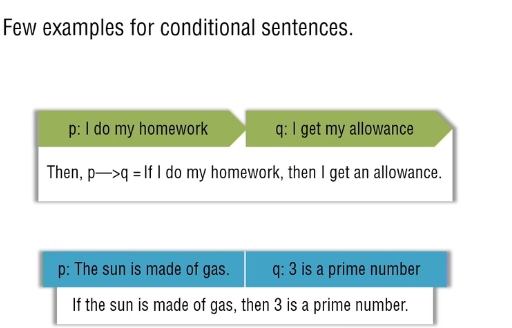 Few examples for conditional sentences.
p: I do my homework
q: I get my allowance
Then, p—>q = If I do my homework, then I get an allowance.
p: The sun is made of gas.
q: 3 is a prime number
If the sun is made of gas, then 3 is a prime number.